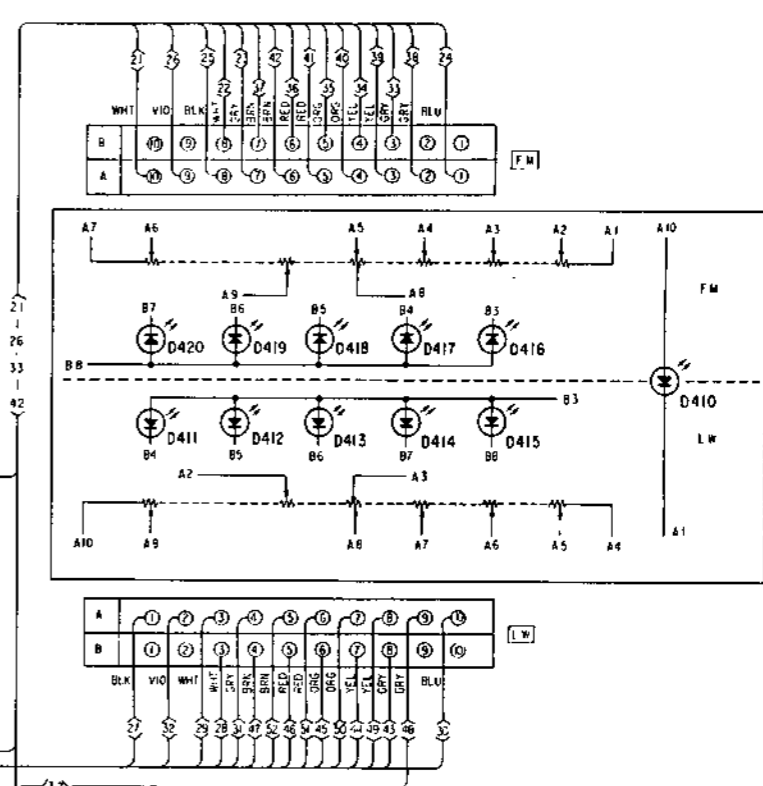 21 26 25 23 42 41 40 39 38 24
22 37 36 35 34 33
WHT VIO BLK WHT GRY BRN BRN RED RED ORG ORG YEL YEL GRY GRY BLU
B 10 9 8 7 6 5 4 3 2 1
A 10 9 8 7 6 5 4 3 2 1
FM
A7 A6 A5 A4 A3 A2 A1 A10
A9 A8
FM
B7 B6 B5 B4 B3
D420 D419 D418 D417 D416
B8
21
26
33
42
D410
B3
D411 D412 D413 D414 D415
LW
B4 B5 B6 B7 B8
A2 A3
A10 A9 A8 A7 A6 A5 A4 A1
A 1 2 3 4 5 6 7 8 9 10
B 1 2 3 4 5 6 7 8 9 10
LW
BLK VIO WHT WHT GRY BRK BRN RED RED ORG YEL YEL GRY GRY BLU
27 32 29 28 31 47 52 46 45 50 49 43 48 30